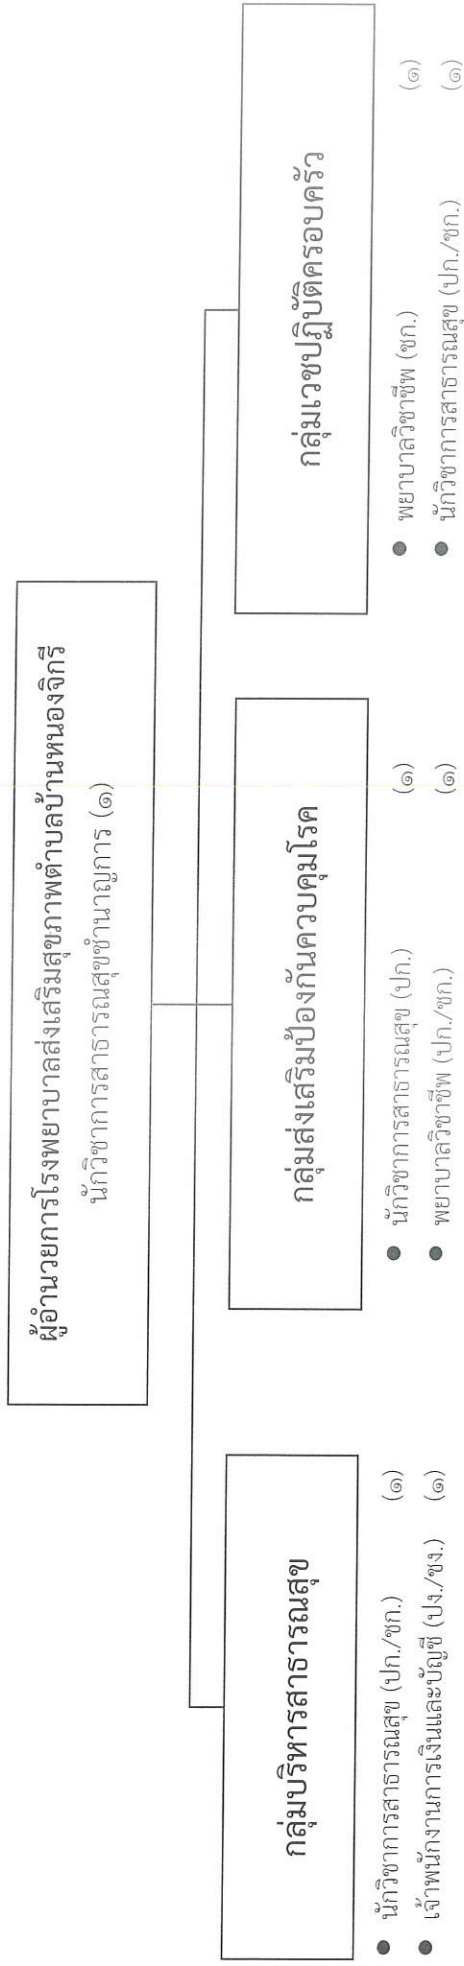 ผู้อำนวยการโรงพยาบาลส่งเสริมสุขภาพตำบลบ้านหนองจิกรี
นักวิชาการสาธารณสุขชำนาญการ (๑)
กลุ่มบริหารสาธารณสุข
● นักวิชาการสาธารณสุข (ปก./ชก.) (๑)
● เจ้าพนักงานการเงินและบัญชี (ปง./ชง.) (๑)
กลุ่มส่งเสริมป้องกันควบคุมโรค
● นักวิชาการสาธารณสุข (ปก.) (๑)
● พยาบาลวิชาชีพ (ปก./ชก.) (๑)
กลุ่มเวชปฏิบัติครอบครัว
● พยาบาลวิชาชีพ (ชก.) (๑)
● นักวิชาการสาธารณสุข (ปก./ชก.) (๑)